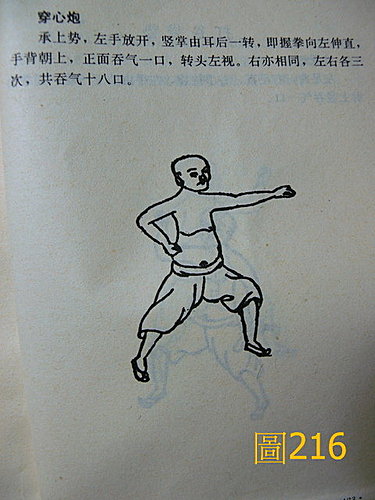 穿心炮
承上势，左手放开，竖掌由耳后一转，即握拳向左伸直，
手背朝上，正面吞气一口，转头左视。右亦相同，左右各三
次，共吞气十八口。
圖216